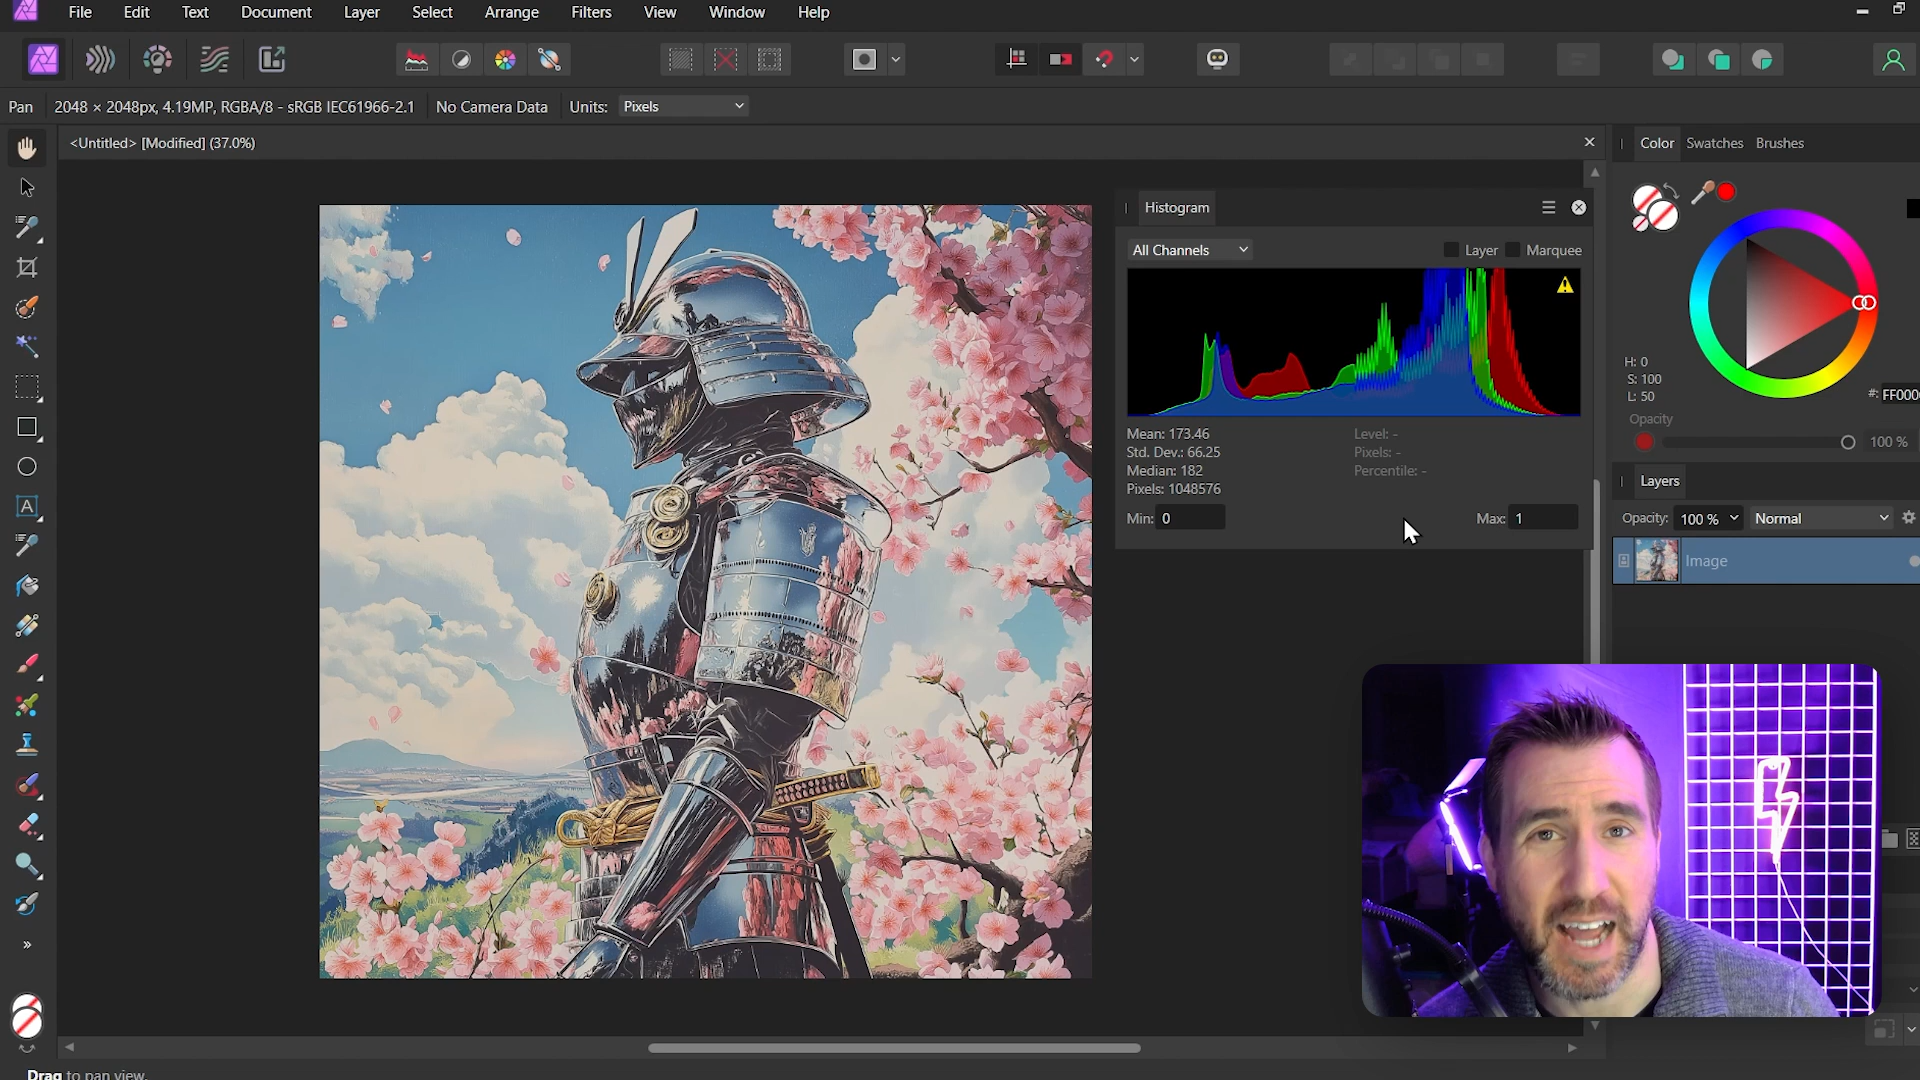 File Edit Text Document Layer Select Arrange Filters View Window Help
Pan 2048 × 2048px, 4.19MP, RGBA/8 - sRGB IEC61966-2.1 No Camera Data Units: Pixels
<Untitled> [Modified] (37.0%)
Color Swatches Brushes
Histogram
All Channels Layer Marquee
H: 0
S: 100
L: 50
#: FF000
Opacity
100 %
Mean: 173.46 Level: -
Std. Dev.: 66.25 Pixels: -
Median: 182 Percentile: -
Pixels: 1048576
Min: 0 Max: 1
Layers
Opacity: 100 % Normal
Image
A
Drag to pan view.